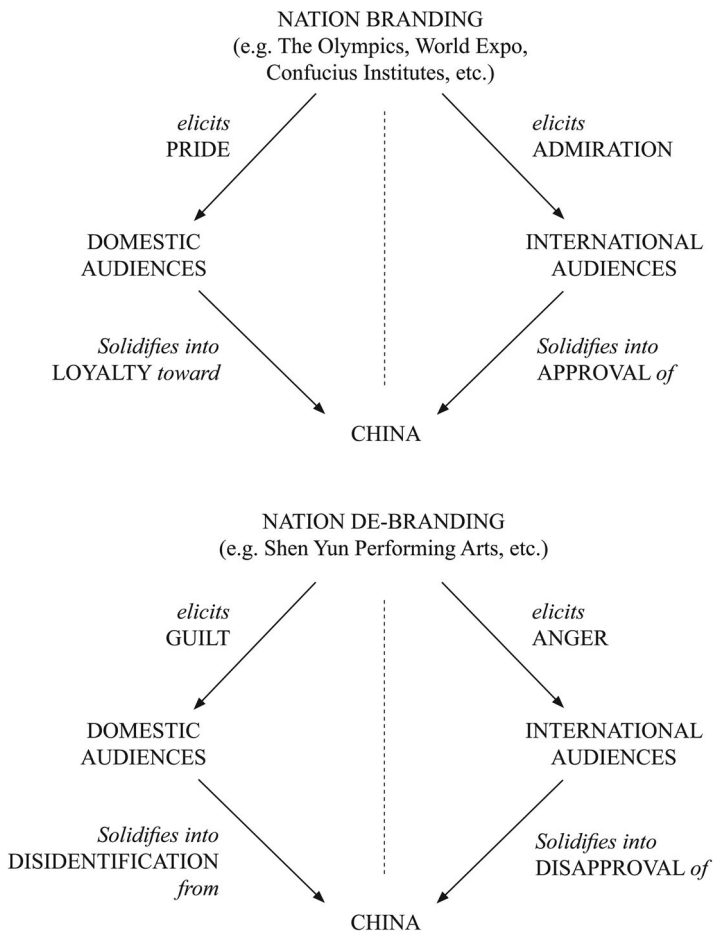 NATION BRANDING
(e.g. The Olympics, World Expo,
Confucius Institutes, etc.)
elicits
PRIDE
elicits
ADMIRATION
DOMESTIC
AUDIENCES
INTERNATIONAL
AUDIENCES
Solidifies into
LOYALTY toward
Solidifies into
APPROVAL of
CHINA
NATION DE-BRANDING
(e.g. Shen Yun Performing Arts, etc.)
elicits
GUILT
elicits
ANGER
DOMESTIC
AUDIENCES
INTERNATIONAL
AUDIENCES
Solidifies into
DISIDENTIFICATION
from
Solidifies into
DISAPPROVAL of
CHINA